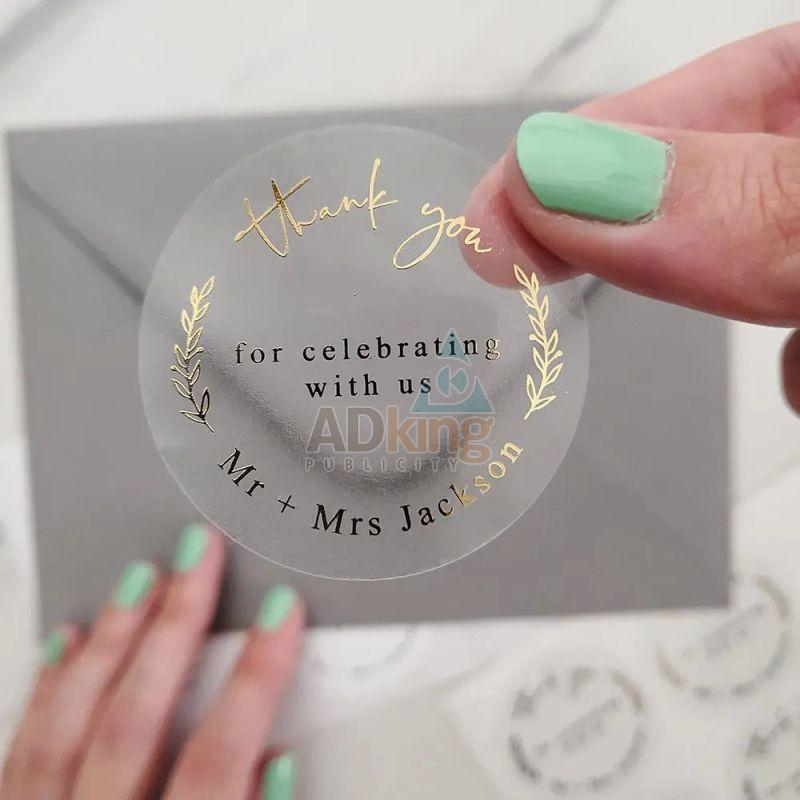 thank you
for celebrating
with us
ADking
PUBLICITY
Mr + Mrs Jackson